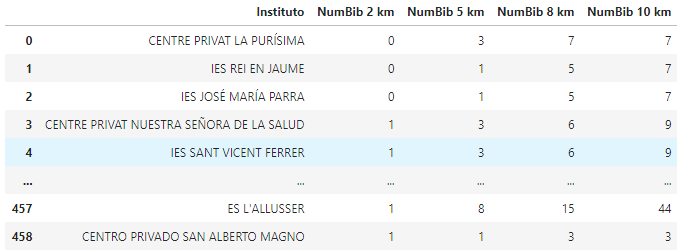 Instituto NumBib 2 km NumBib 5 km NumBib 8 km NumBib 10 km
0 CENTRE PRIVAT LA PURÍSIMA 0 3 7 7
1 IES REI EN JAUME 0 1 5 7
2 IES JOSÉ MARÍA PARRA 0 1 5 7
3 CENTRE PRIVAT NUESTRA SEÑORA DE LA SALUD 1 3 6 9
4 IES SANT VICENT FERRER 1 3 6 9
... ... ... ... ... ...
457 ES L'ALLUSSER 1 8 15 44
458 CENTRO PRIVADO SAN ALBERTO MAGNO 1 1 3 3